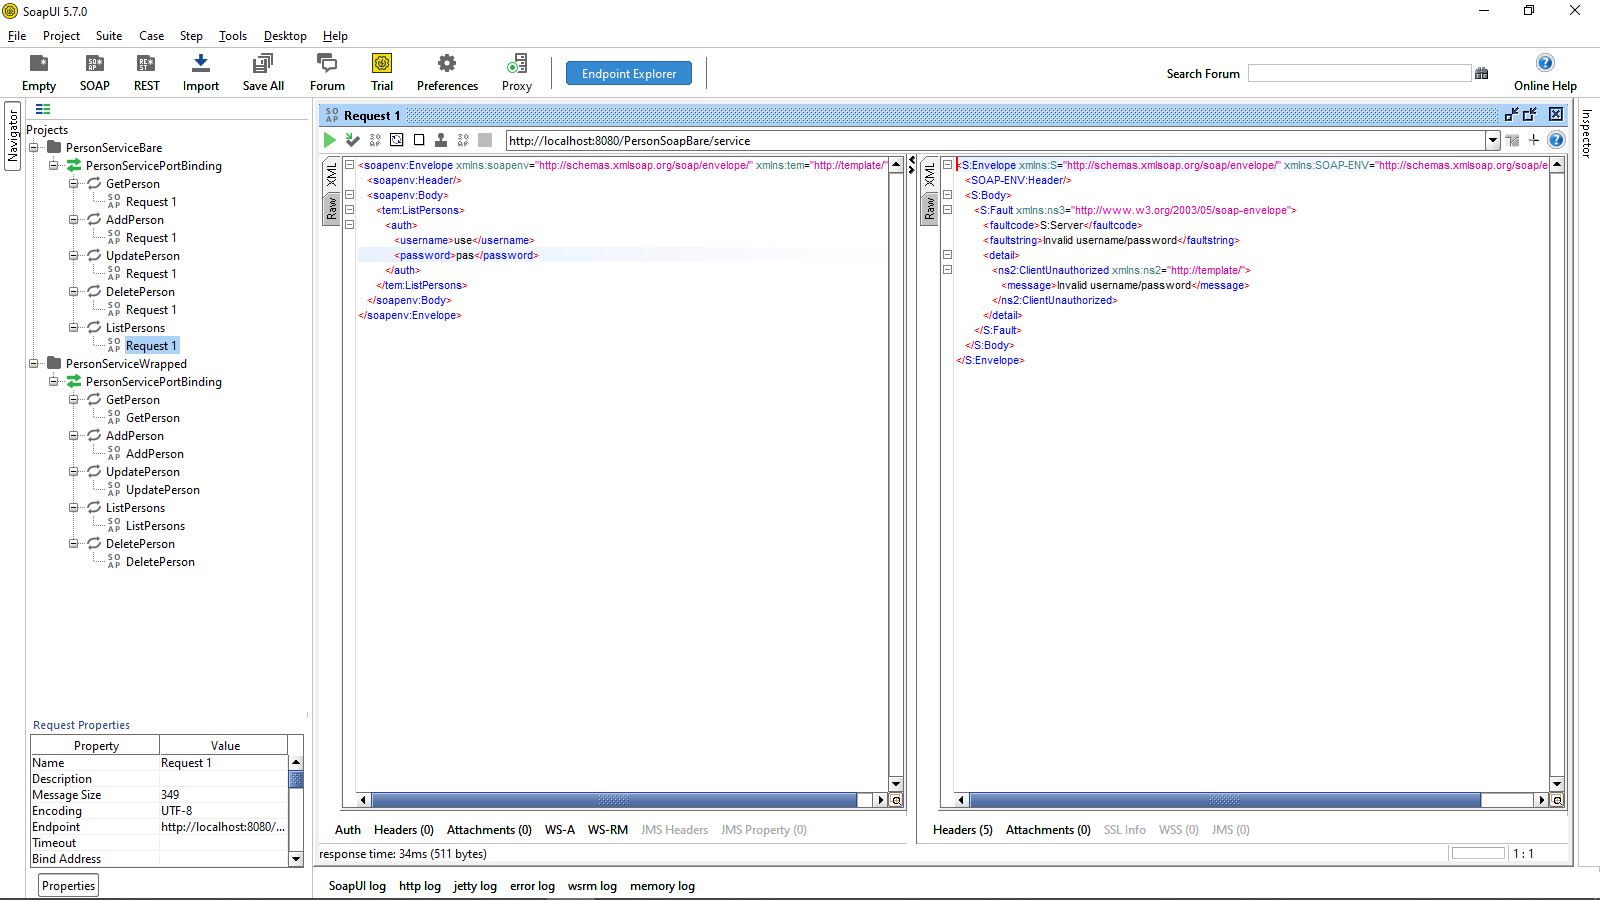 SoapUI 5.7.0
File Project Suite Case Step Tools Desktop Help
Empty SOAP REST Import Save All Forum Trial Preferences Proxy
Endpoint Explorer
Search Forum
Online Help
Navigator
Projects
PersonServiceBare
PersonServicePortBinding
GetPerson
Request 1
AddPerson
Request 1
UpdatePerson
Request 1
DeletePerson
Request 1
ListPersons
Request 1
PersonServiceWrapped
PersonServicePortBinding
GetPerson
GetPerson
AddPerson
AddPerson
UpdatePerson
UpdatePerson
ListPersons
ListPersons
DeletePerson
DeletePerson
Request Properties
Property Value
Name Request 1
Description
Message Size 349
Encoding UTF-8
Endpoint http://localhost:8080/...
Timeout
Bind Address
Properties
Request 1
http://localhost:8080/PersonSoapBare/service
XML
Raw
<soapenv:Envelope xmlns:soapenv="http://schemas.xmlsoap.org/soap/envelope/" xmlns:tem="http://template/"
<soapenv:Header/>
<soapenv:Body>
<tem:ListPersons>
<auth>
<username>use</username>
<password>pas</password>
</auth>
</tem:ListPersons>
</soapenv:Body>
</soapenv:Envelope>
Auth Headers (0) Attachments (0) WS-A WS-RM JMS Headers JMS Property (0)
XML
Raw
<S:Envelope xmlns:S="http://schemas.xmlsoap.org/soap/envelope/" xmlns:SOAP-ENV="http://schemas.xmlsoap.org/soap/e
<SOAP-ENV:Header/>
<S:Body>
<S:Fault xmlns:ns3="http://www.w3.org/2003/05/soap-envelope">
<faultcode>S:Server</faultcode>
<faultstring>Invalid username/password</faultstring>
<detail>
<ns2:ClientUnauthorized xmlns:ns2="http://template/">
<message>Invalid username/password</message>
</ns2:ClientUnauthorized>
</detail>
</S:Fault>
</S:Body>
</S:Envelope>
Headers (5) Attachments (0) SSL Info WSS (0) JMS (0)
response time: 34ms (511 bytes)
1 : 1
Inspector
SoapUI log http log jetty log error log wsrm log memory log